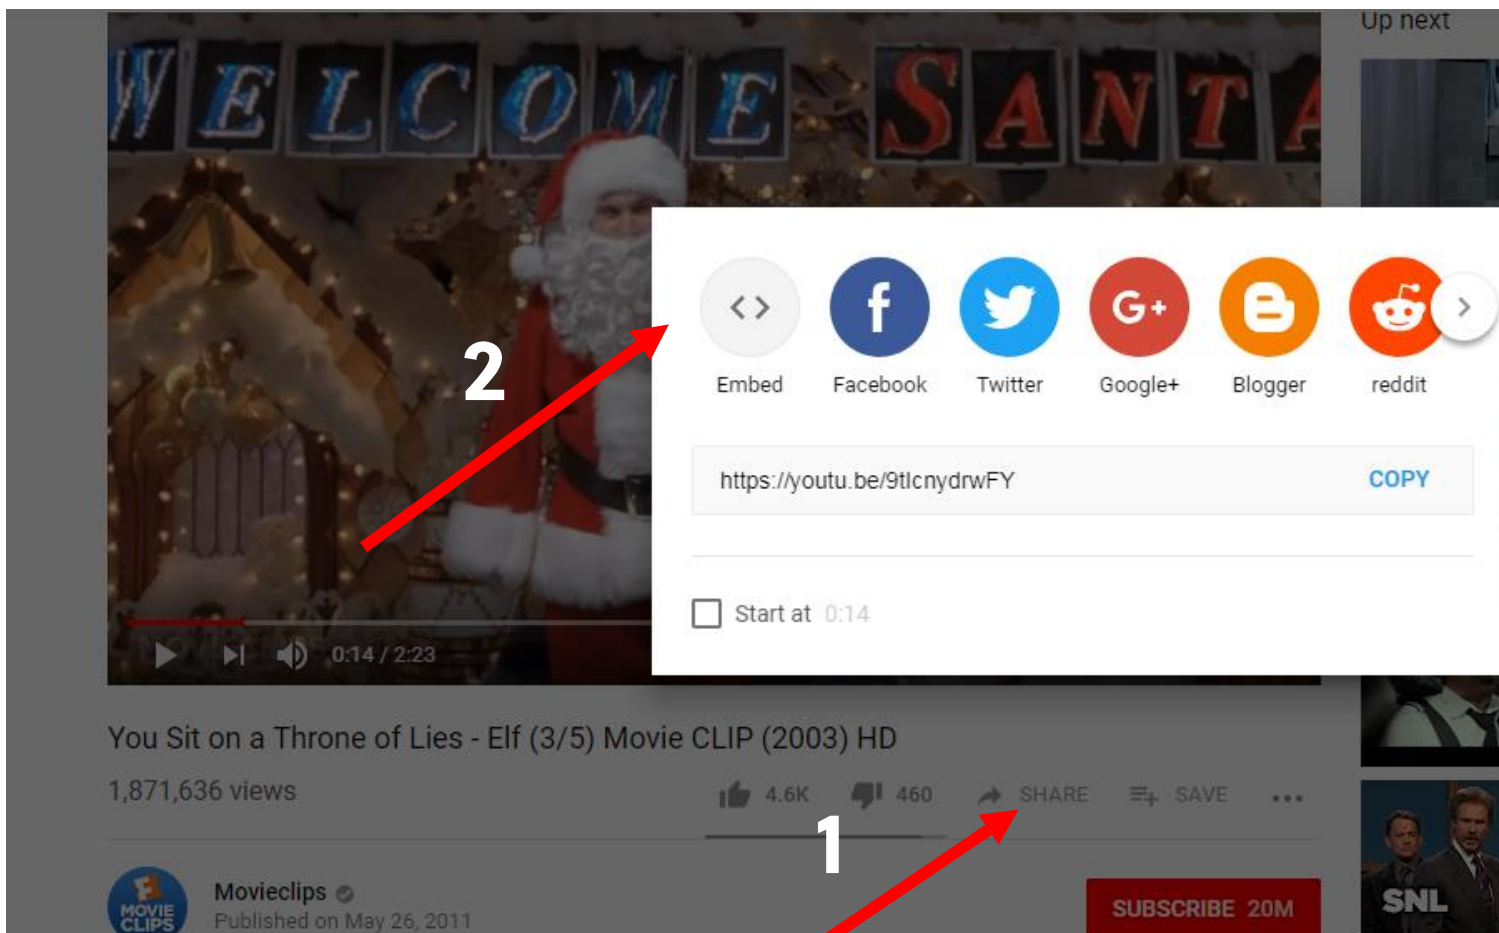 Up next
WELCOME SANTA
2
Embed Facebook Twitter Google+ Blogger reddit
https://youtu.be/9tlcnydrwFY COPY
Start at 0:14
0:14 / 2:23
You Sit on a Throne of Lies - Elf (3/5) Movie CLIP (2003) HD
1,871,636 views 4.6K 460 SHARE SAVE
1
Movieclips
MOVIE
CLIPS
Published on May 26, 2011
SUBSCRIBE 20M
SNL